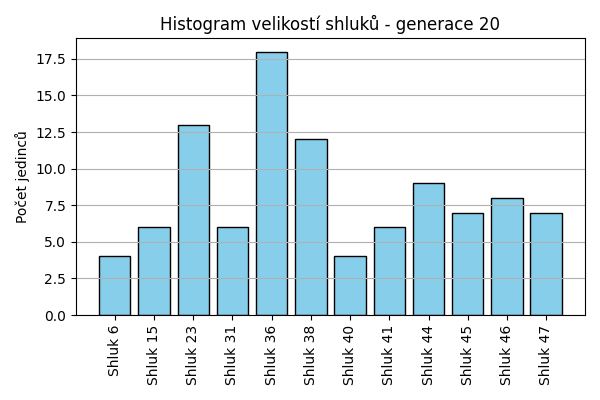 Histogram velikostí shluků - generace 20
Počet jedinců
17.5
15.0
12.5
10.0
7.5
5.0
2.5
0.0
Shluk 6
Shluk 15
Shluk 23
Shluk 31
Shluk 36
Shluk 38
Shluk 40
Shluk 41
Shluk 44
Shluk 45
Shluk 46
Shluk 47